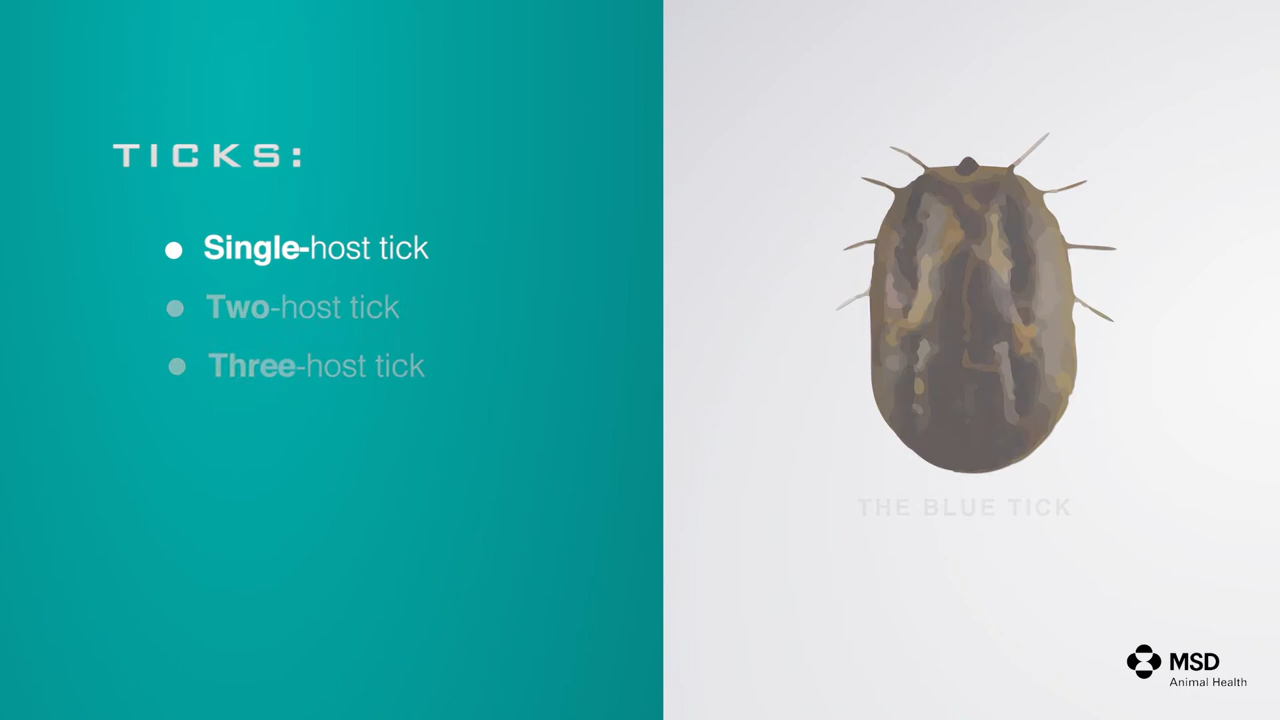 TICKS:
Single-host tick
Two-host tick
Three-host tick
THE BLUE TICK
MSD
Animal Health